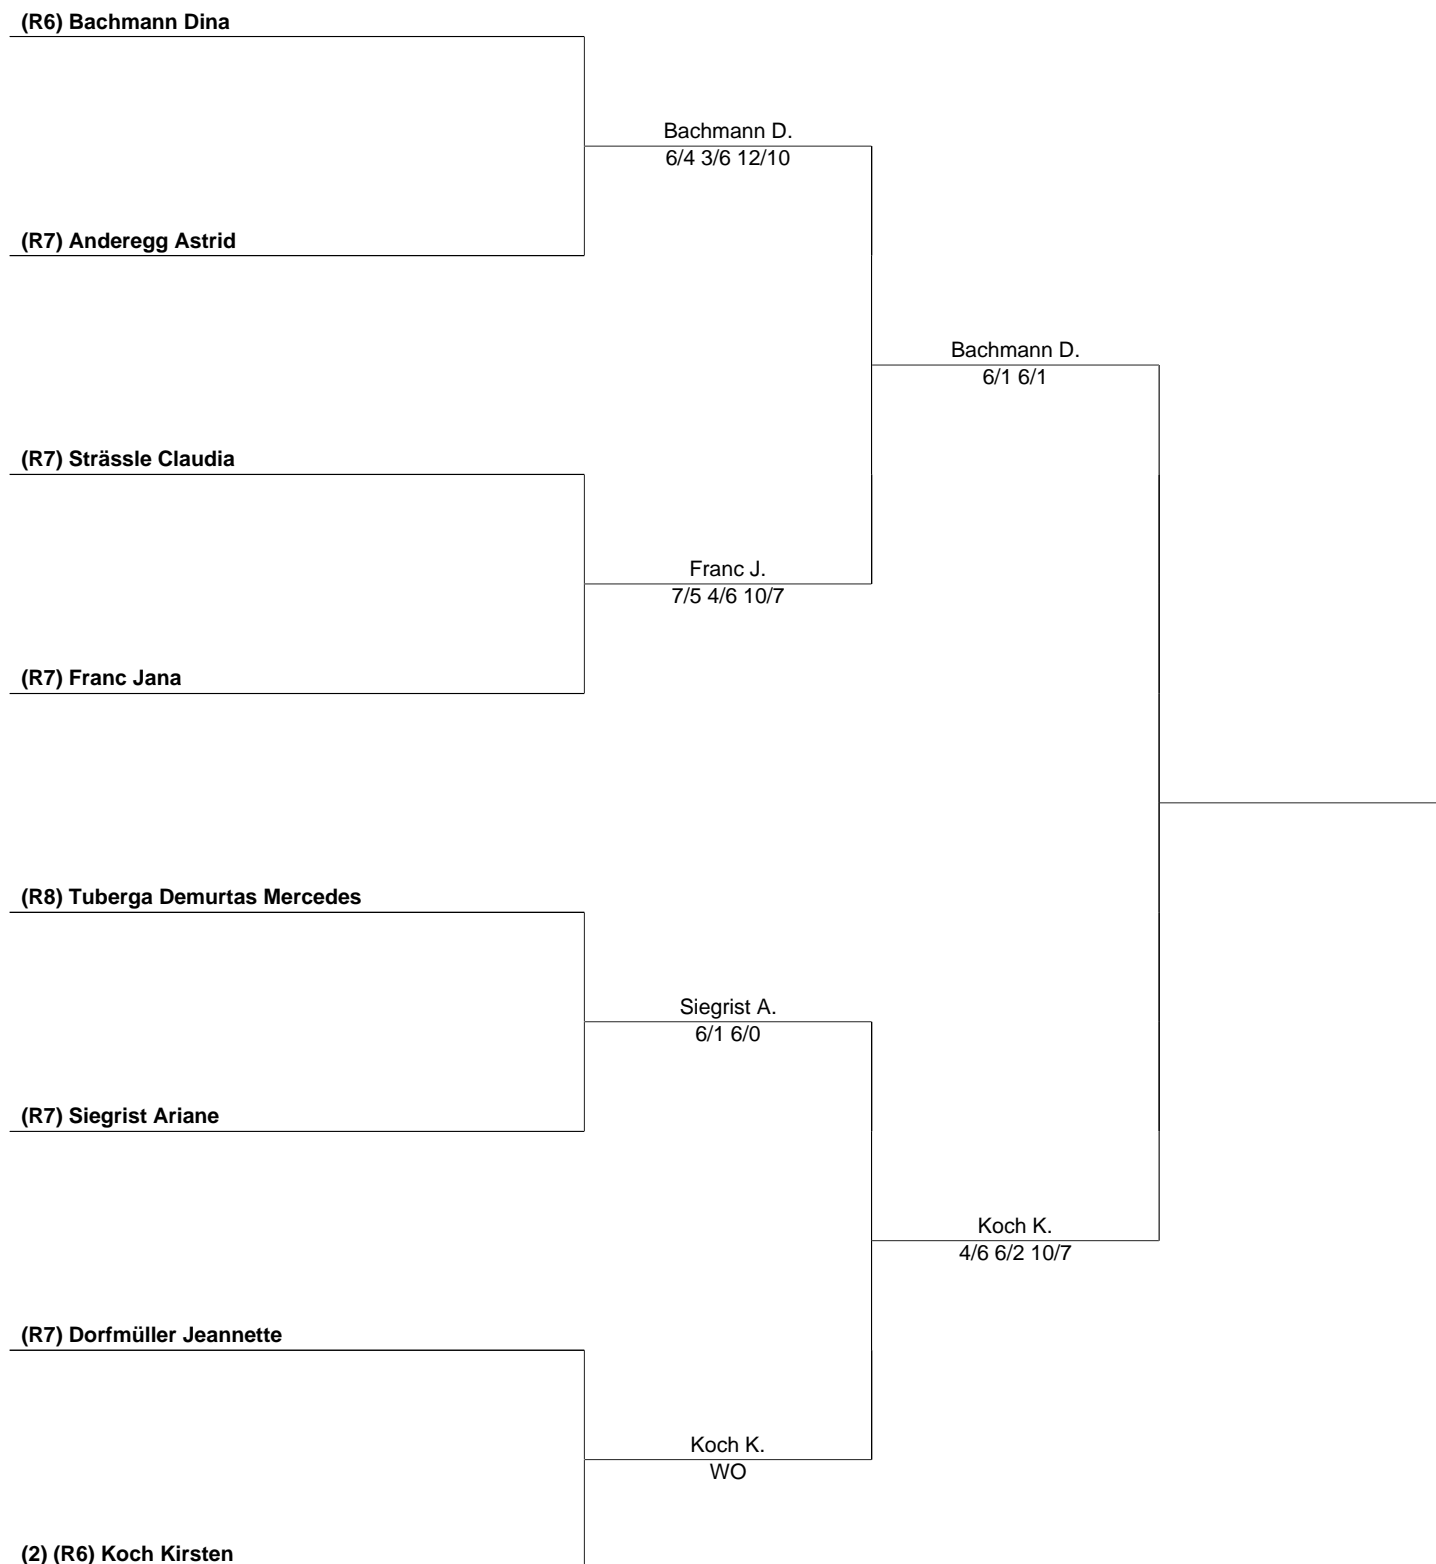 (R6) Bachmann Dina
Bachmann D.
6/4 3/6 12/10
(R7) Anderegg Astrid
Bachmann D.
6/1 6/1
(R7) Strässle Claudia
Franc J.
7/5 4/6 10/7
(R7) Franc Jana
(R8) Tuberga Demurtas Mercedes
Siegrist A.
6/1 6/0
(R7) Siegrist Ariane
Koch K.
4/6 6/2 10/7
(R7) Dorfmüller Jeannette
Koch K.
WO
(2) (R6) Koch Kirsten